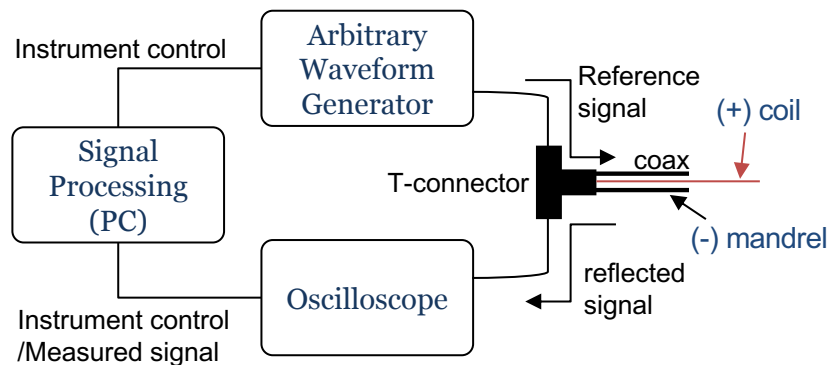 Instrument control
Arbitrary
Waveform
Generator
Reference
signal
(+) coil
Signal
Processing
(PC)
T-connector
coax
(-) mandrel
Oscilloscope
reflected
signal
Instrument control
/Measured signal